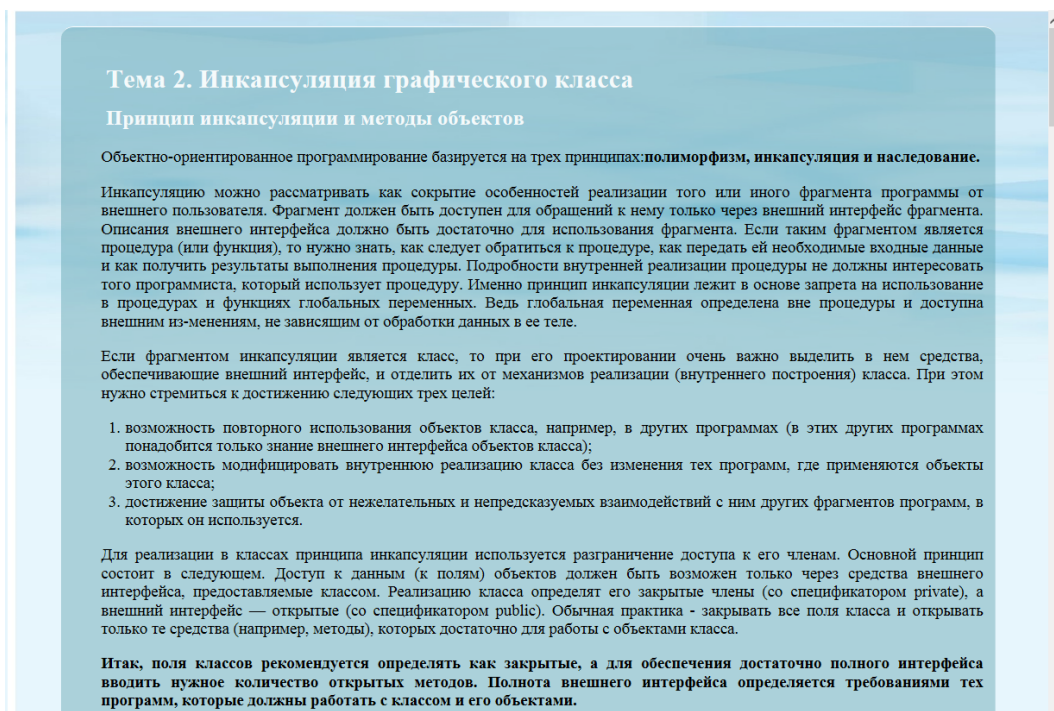 Тема 2. Инкапсуляция графического класса
Принцип инкапсуляции и методы объектов
Объектно-ориентированное программирование базируется на трех принципах:полиморфизм, инкапсуляция и наследование.
Инкапсуляцию можно рассматривать как сокрытие особенностей реализации того или иного фрагмента программы от
внешнего пользователя. Фрагмент должен быть доступен для обращений к нему только через внешний интерфейс фрагмента.
Описания внешнего интерфейса должно быть достаточно для использования фрагмента. Если таким фрагментом является
процедура (или функция), то нужно знать, как следует обратиться к процедуре, как передать ей необходимые входные данные
и как получить результаты выполнения процедуры. Подробности внутренней реализации процедуры не должны интересовать
того программиста, который использует процедуру. Именно принцип инкапсуляции лежит в основе запрета на использование
в процедурах и функциях глобальных переменных. Ведь глобальная переменная определена вне процедуры и доступна
внешним из-менениям, не зависящим от обработки данных в ее теле.
Если фрагментом инкапсуляции является класс, то при его проектировании очень важно выделить в нем средства,
обеспечивающие внешний интерфейс, и отделить их от механизмов реализации (внутреннего построения) класса. При этом
нужно стремиться к достижению следующих трех целей:
1. возможность повторного использования объектов класса, например, в других программах (в этих других программах
понадобится только знание внешнего интерфейса объектов класса);
2. возможность модифицировать внутреннюю реализацию класса без изменения тех программ, где применяются объекты
этого класса;
3. достижение защиты объекта от нежелательных и непредсказуемых взаимодействий с ним других фрагментов программ, в
которых он используется.
Для реализации в классах принципа инкапсуляции используется разграничение доступа к его членам. Основной принцип
состоит в следующем. Доступ к данным (к полям) объектов должен быть возможен только через средства внешнего
интерфейса, предоставляемые классом. Реализацию класса определят его закрытые члены (со спецификатором private), а
внешний интерфейс — открытые (со спецификатором public). Обычная практика - закрывать все поля класса и открывать
только те средства (например, методы), которых достаточно для работы с объектами класса.
Итак, поля классов рекомендуется определять как закрытые, а для обеспечения достаточно полного интерфейса
вводить нужное количество открытых методов. Полнота внешнего интерфейса определяется требованиями тех
программ, которые должны работать с классом и его объектами.